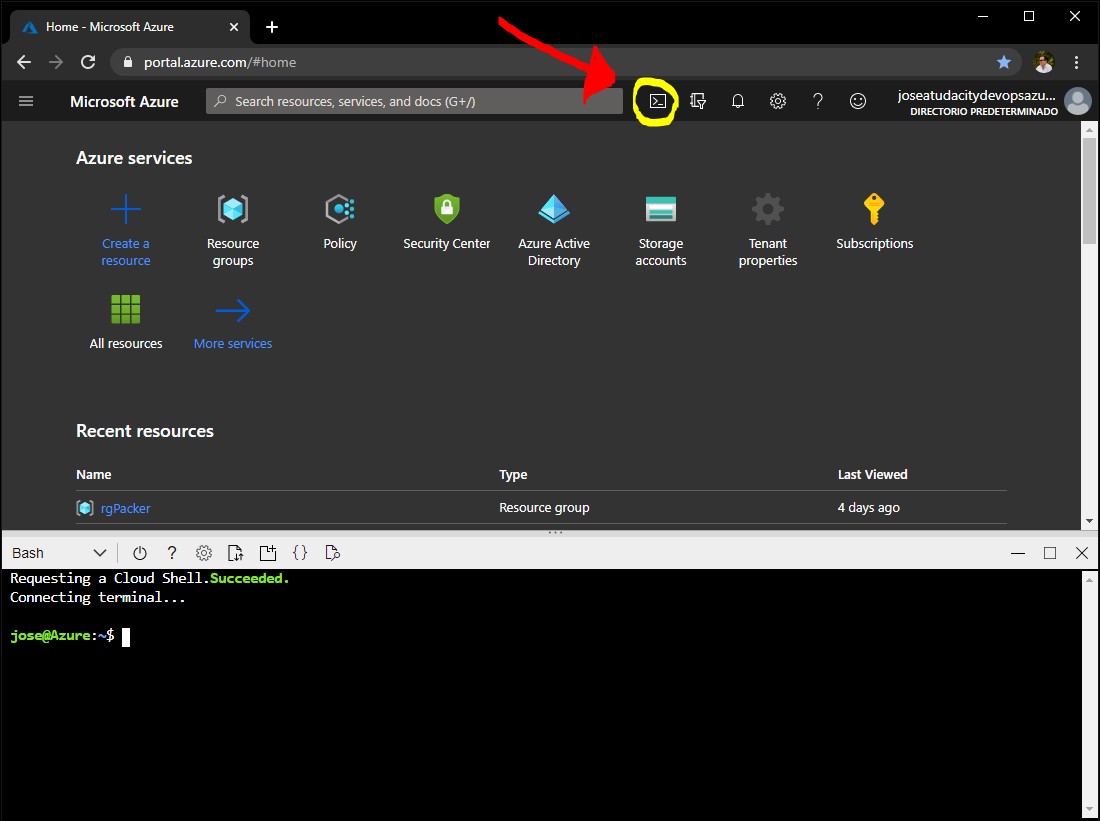 Home - Microsoft Azure
portal.azure.com/#home
Microsoft Azure
Search resources, services, and docs (G+/)
joseatudacitydevopsazu...
DIRECTORIO PREDETERMINADO
Azure services
Create a
resource
Resource
groups
Policy
Security Center
Azure Active
Directory
Storage
accounts
Tenant
properties
Subscriptions
All resources
More services
Recent resources
Name Type Last Viewed
rgPacker Resource group 4 days ago
Bash
Requesting a Cloud Shell.Succeeded.
Connecting terminal...
jose@Azure:~$